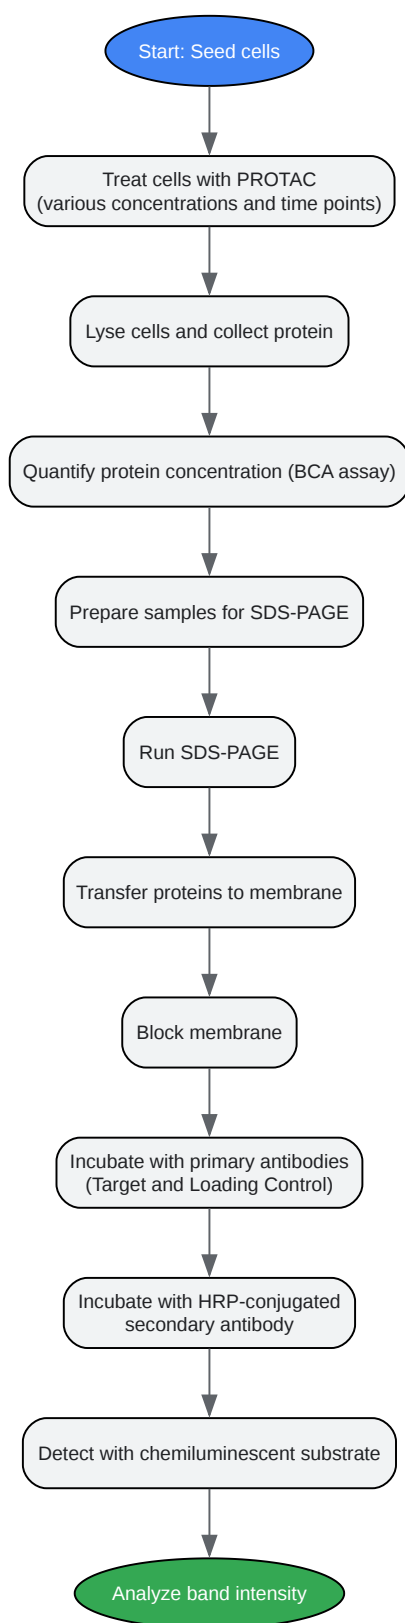 Start: Seed cells
Treat cells with PROTAC
(various concentrations and time points)
Lyse cells and collect protein
Quantify protein concentration (BCA assay)
Prepare samples for SDS-PAGE
Run SDS-PAGE
Transfer proteins to membrane
Block membrane
Incubate with primary antibodies
(Target and Loading Control)
Incubate with HRP-conjugated
secondary antibody
Detect with chemiluminescent substrate
Analyze band intensity